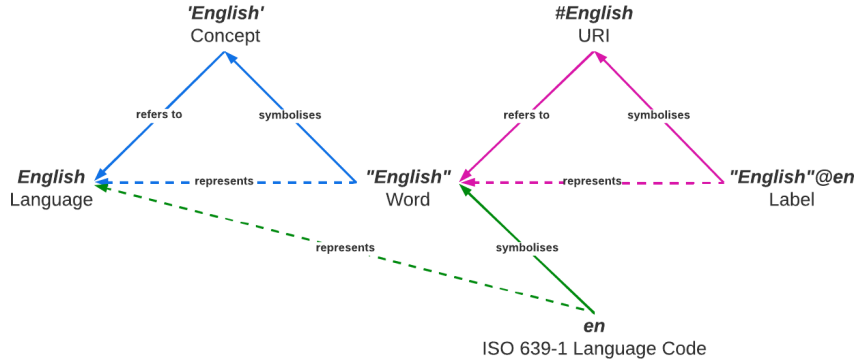 'English'
Concept
#English
URI
refers to
symbolises
refers to
symbolises
English
Language
represents
"English"
Word
represents
"English"@en
Label
represents
symbolises
en
ISO 639-1 Language Code